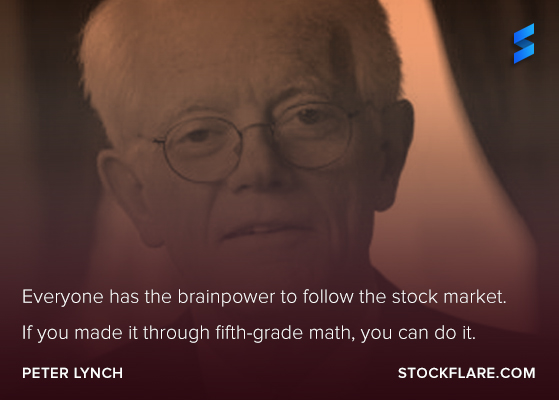 Everyone has the brainpower to follow the stock market.
If you made it through fifth-grade math, you can do it.
PETER LYNCH
STOCKFLARE.COM